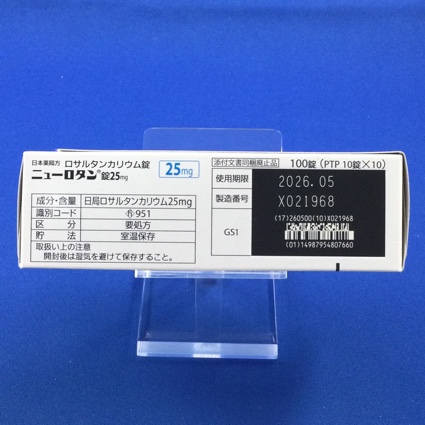 日本薬局方 ロサルタンカリウム錠
ニューロタン®錠25mg
25mg
成分・含量 日局ロサルタンカリウム25mg
識別コード 951
区分 要処方
貯法 室温保存
取扱い上の注意
開封後は湿気を避けて保存すること。
添付文書同梱廃止品
100錠（PTP 10錠×10）
使用期限 2026.05
製造番号 X021968
GS1
(17)260500(10)X021968
(01)14987954807660